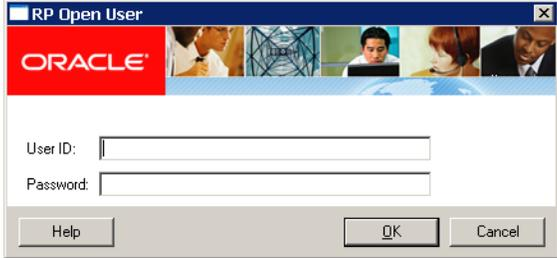 RP Open User
ORACLE®
User ID:
Password:
Help
OK
Cancel